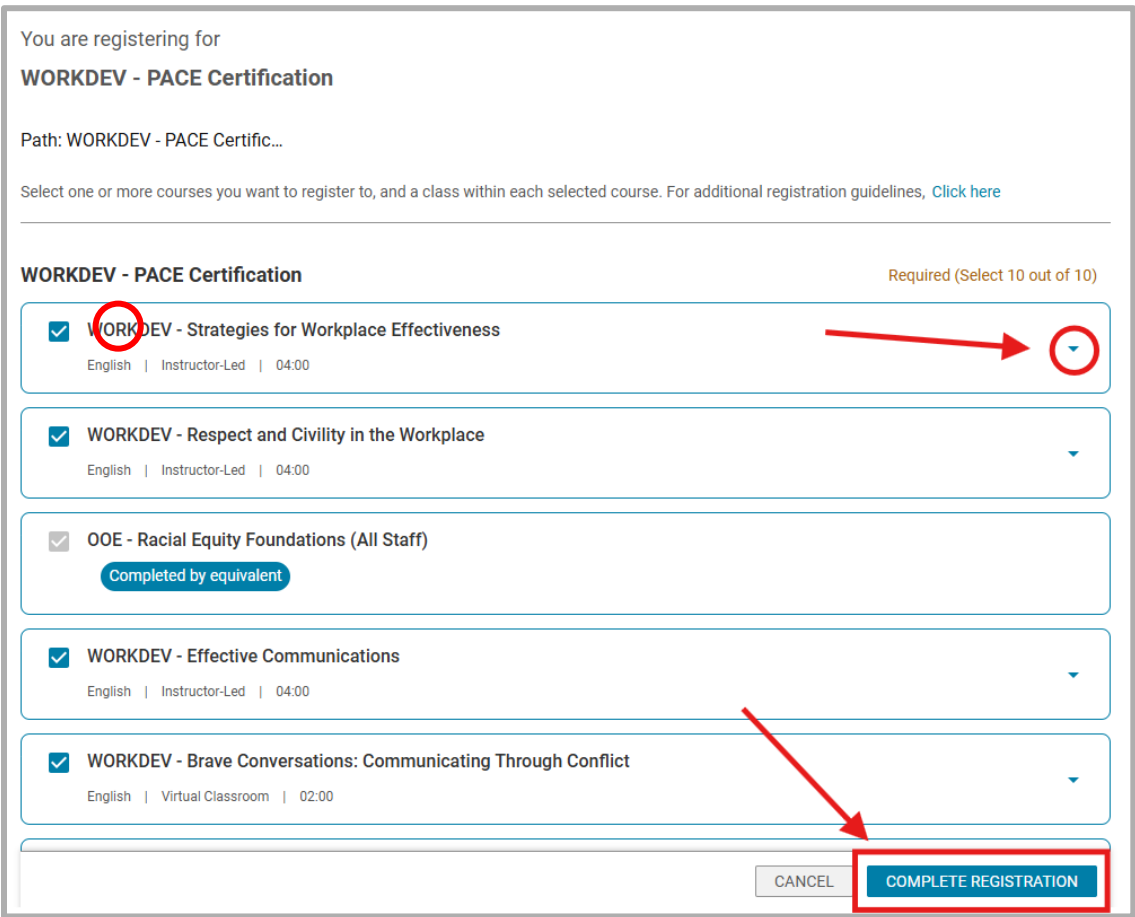 You are registering for
WORKDEV - PACE Certification
Path: WORKDEV - PACE Certific...
Select one or more courses you want to register to, and a class within each selected course. For additional registration guidelines, Click here
WORKDEV - PACE Certification Required (Select 10 out of 10)
WORKDEV - Strategies for Workplace Effectiveness
English | Instructor-Led | 04:00
WORKDEV - Respect and Civility in the Workplace
English | Instructor-Led | 04:00
OOE - Racial Equity Foundations (All Staff)
Completed by equivalent
WORKDEV - Effective Communications
English | Instructor-Led | 04:00
WORKDEV - Brave Conversations: Communicating Through Conflict
English | Virtual Classroom | 02:00
CANCEL COMPLETE REGISTRATION